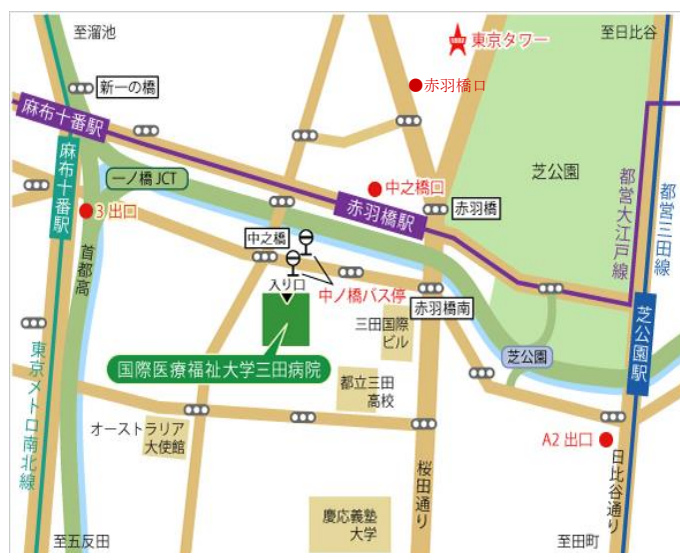 至溜池
東京タワー
至日比谷
新一の橋
赤羽橋口
麻布十番駅
麻布十番駅
一ノ橋JCT
中之橋口
芝公園
3出口
赤羽橋駅
赤羽橋
都営大江戸線
都営三田線
首都高
中之橋
入り口
中ノ橋バス停
赤羽橋南
三田国際
ビル
芝公園
芝公園駅
国際医療福祉大学三田病院
東京メトロ南北線
都立三田
高校
オーストラリア
大使館
A2出口
桜田通り
日比谷通り
慶応義塾
大学
至五反田
至田町